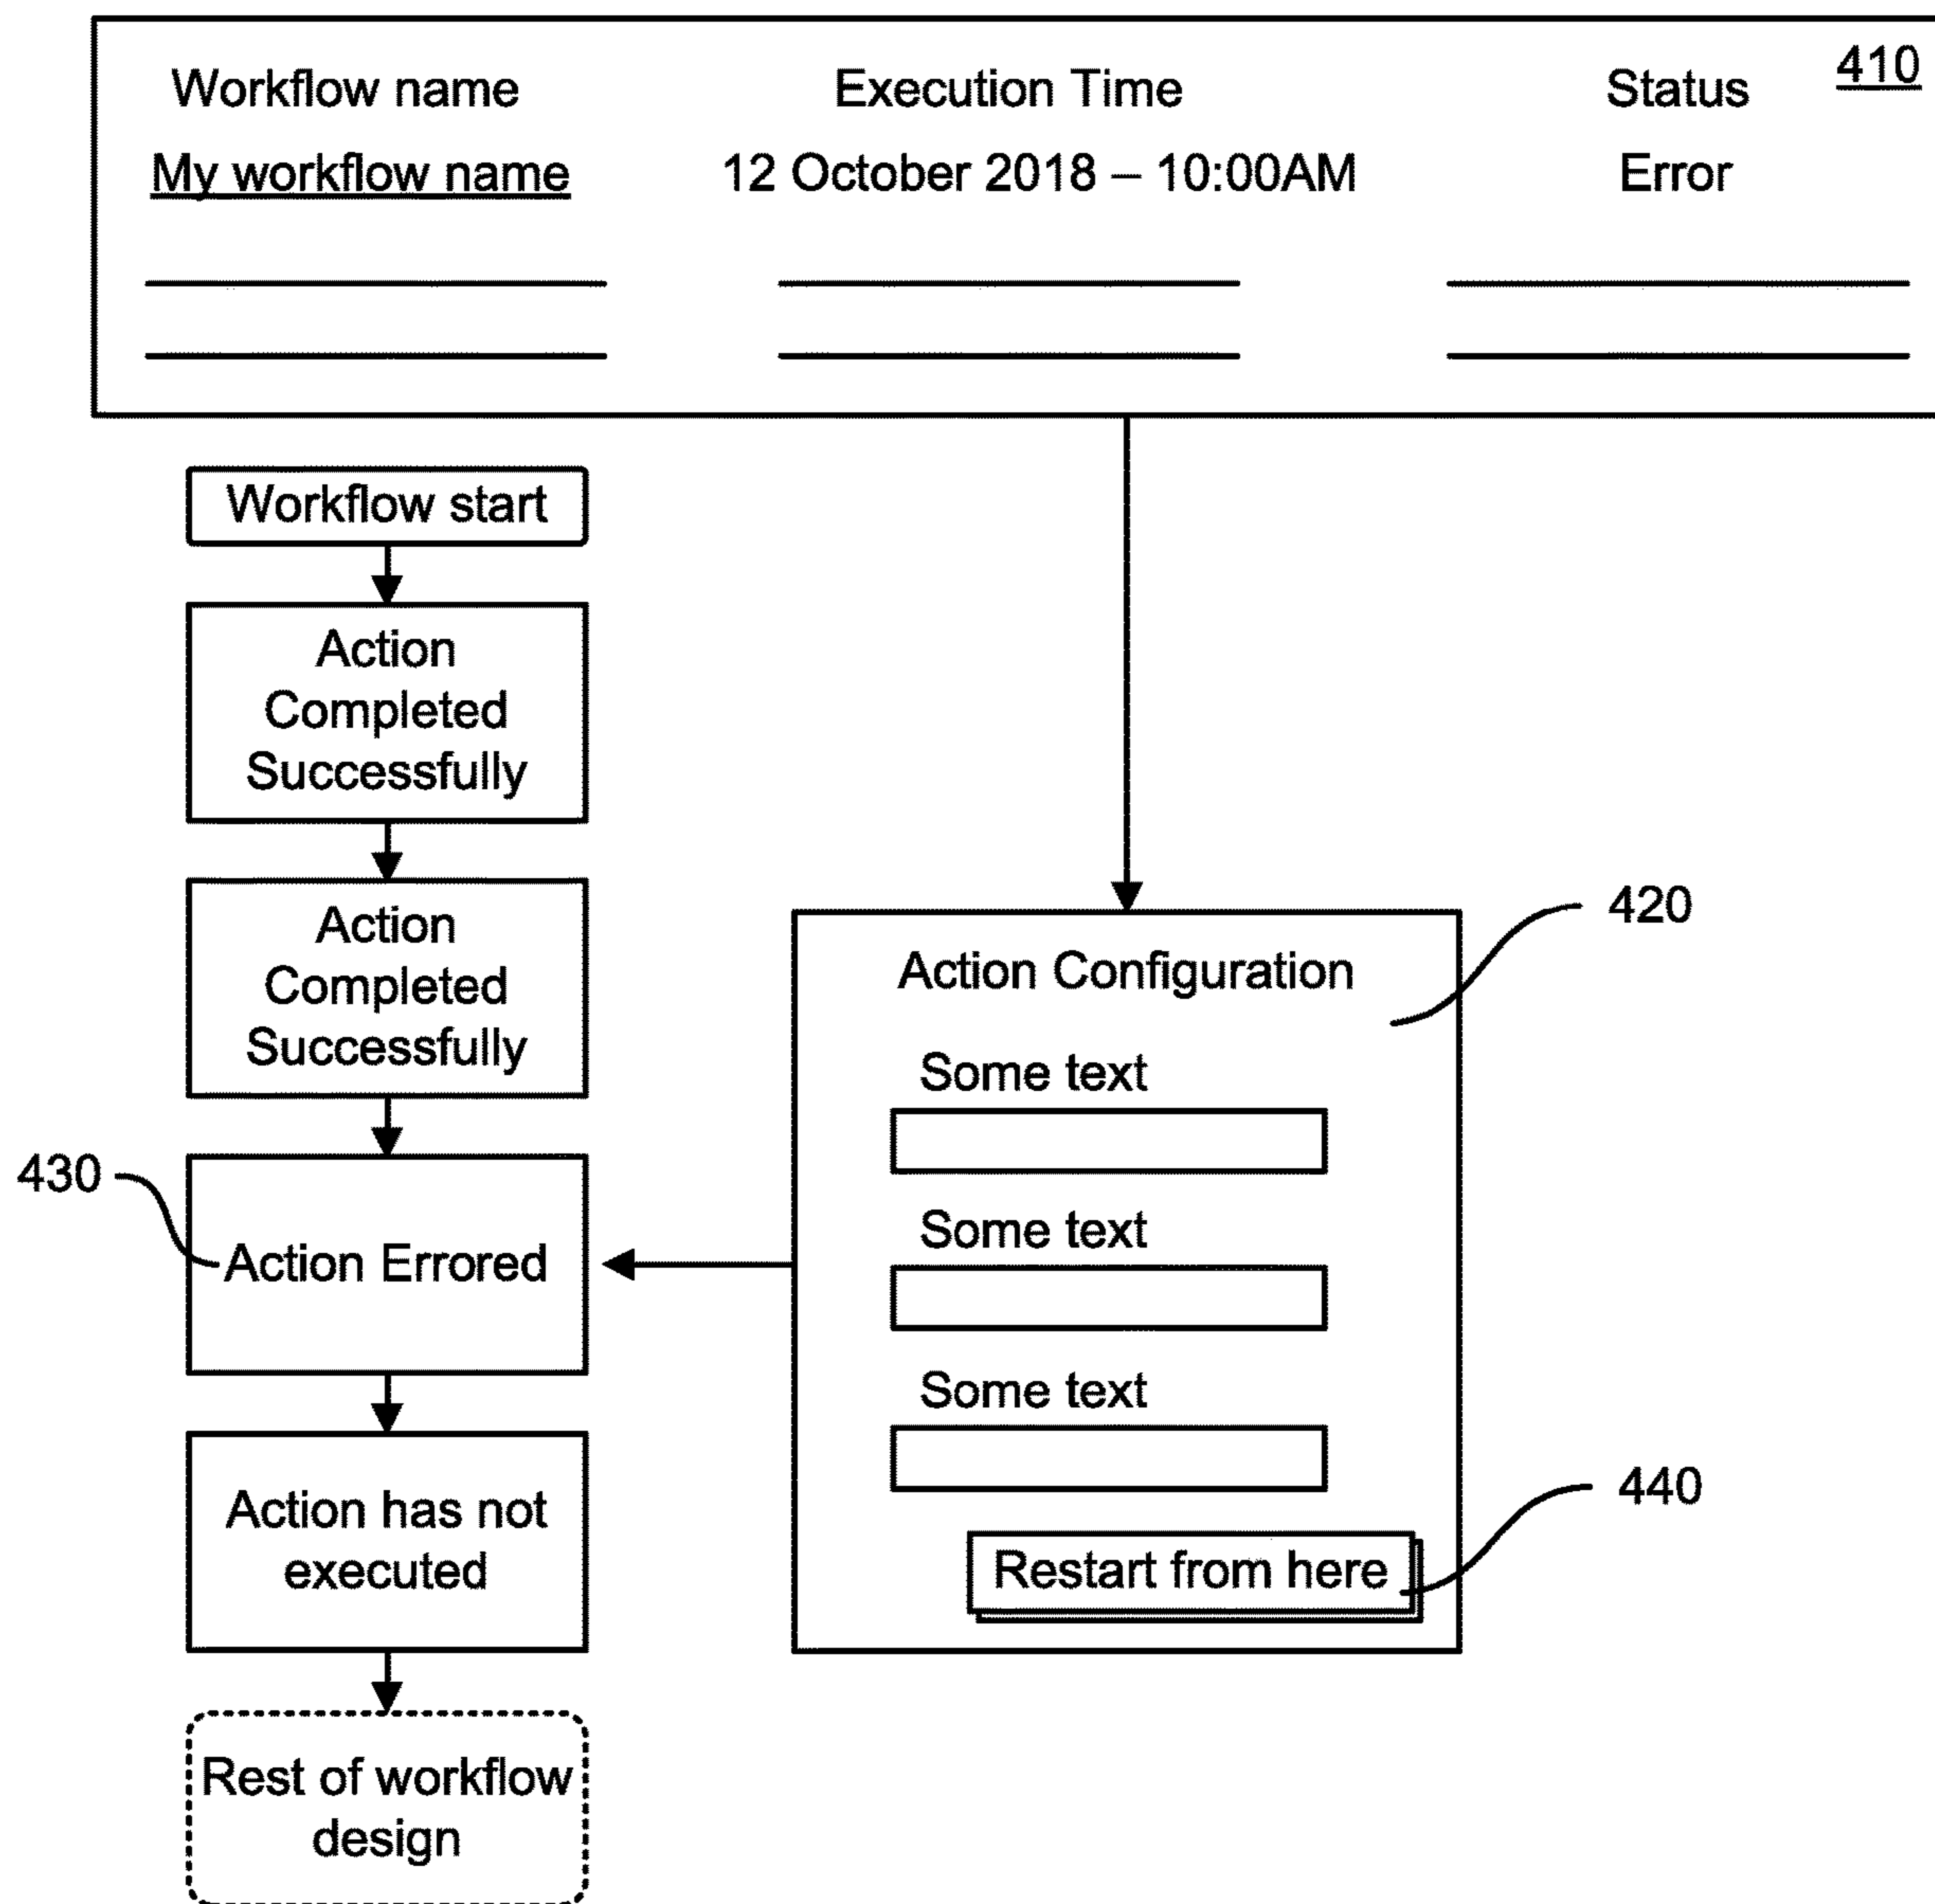 Workflow name Execution Time Status 410
My workflow name 12 October 2018 – 10:00AM Error
Workflow start
Action
Completed
Successfully
Action
Completed
Successfully
430
Action Errored
Action has not
executed
Rest of workflow
design
420
Action Configuration
Some text
Some text
Some text
440
Restart from here